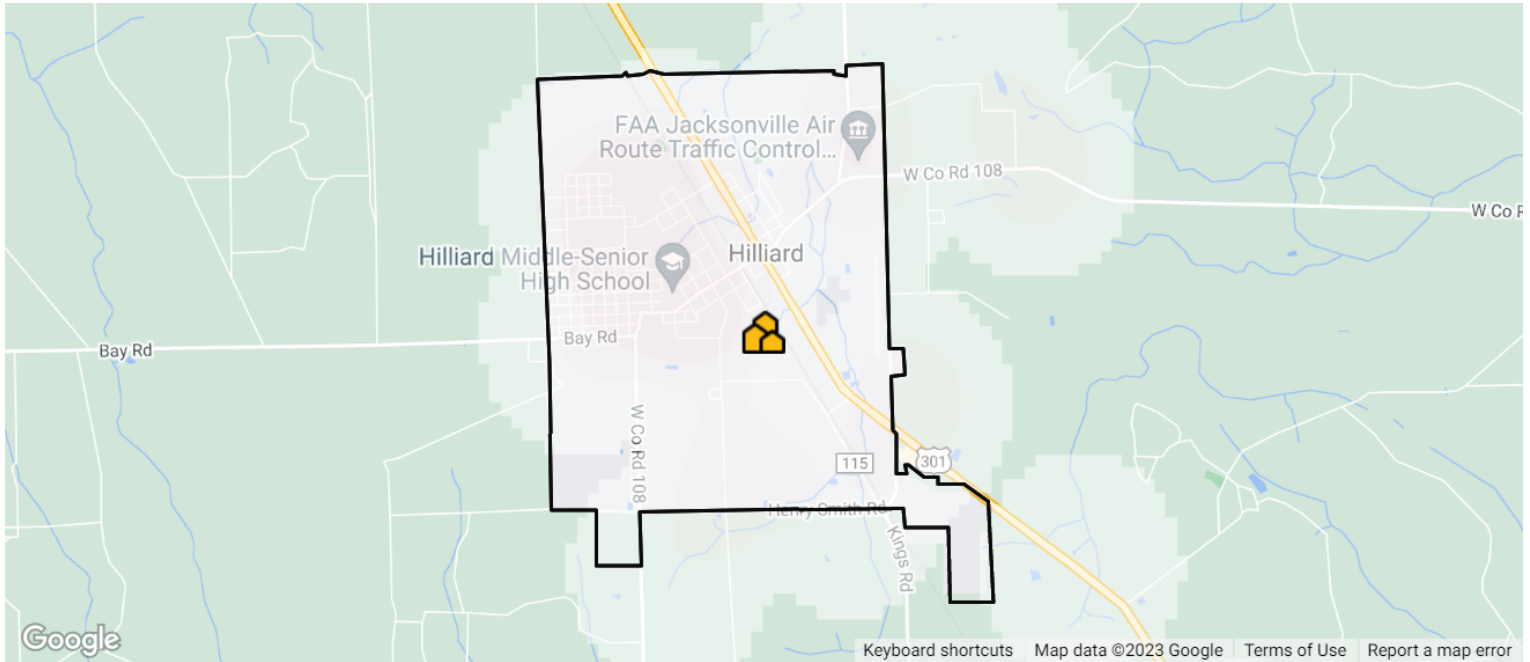 FAA Jacksonville Air
Route Traffic Control...
W Co Rd 108
W Co R
Hilliard Middle-Senior
High School
Hilliard
Bay Rd
Bay Rd
W Co Rd 108
115
301
Henry Smith Rd
Kings Rd
Google
Keyboard shortcuts
Map data ©2023 Google
Terms of Use
Report a map error